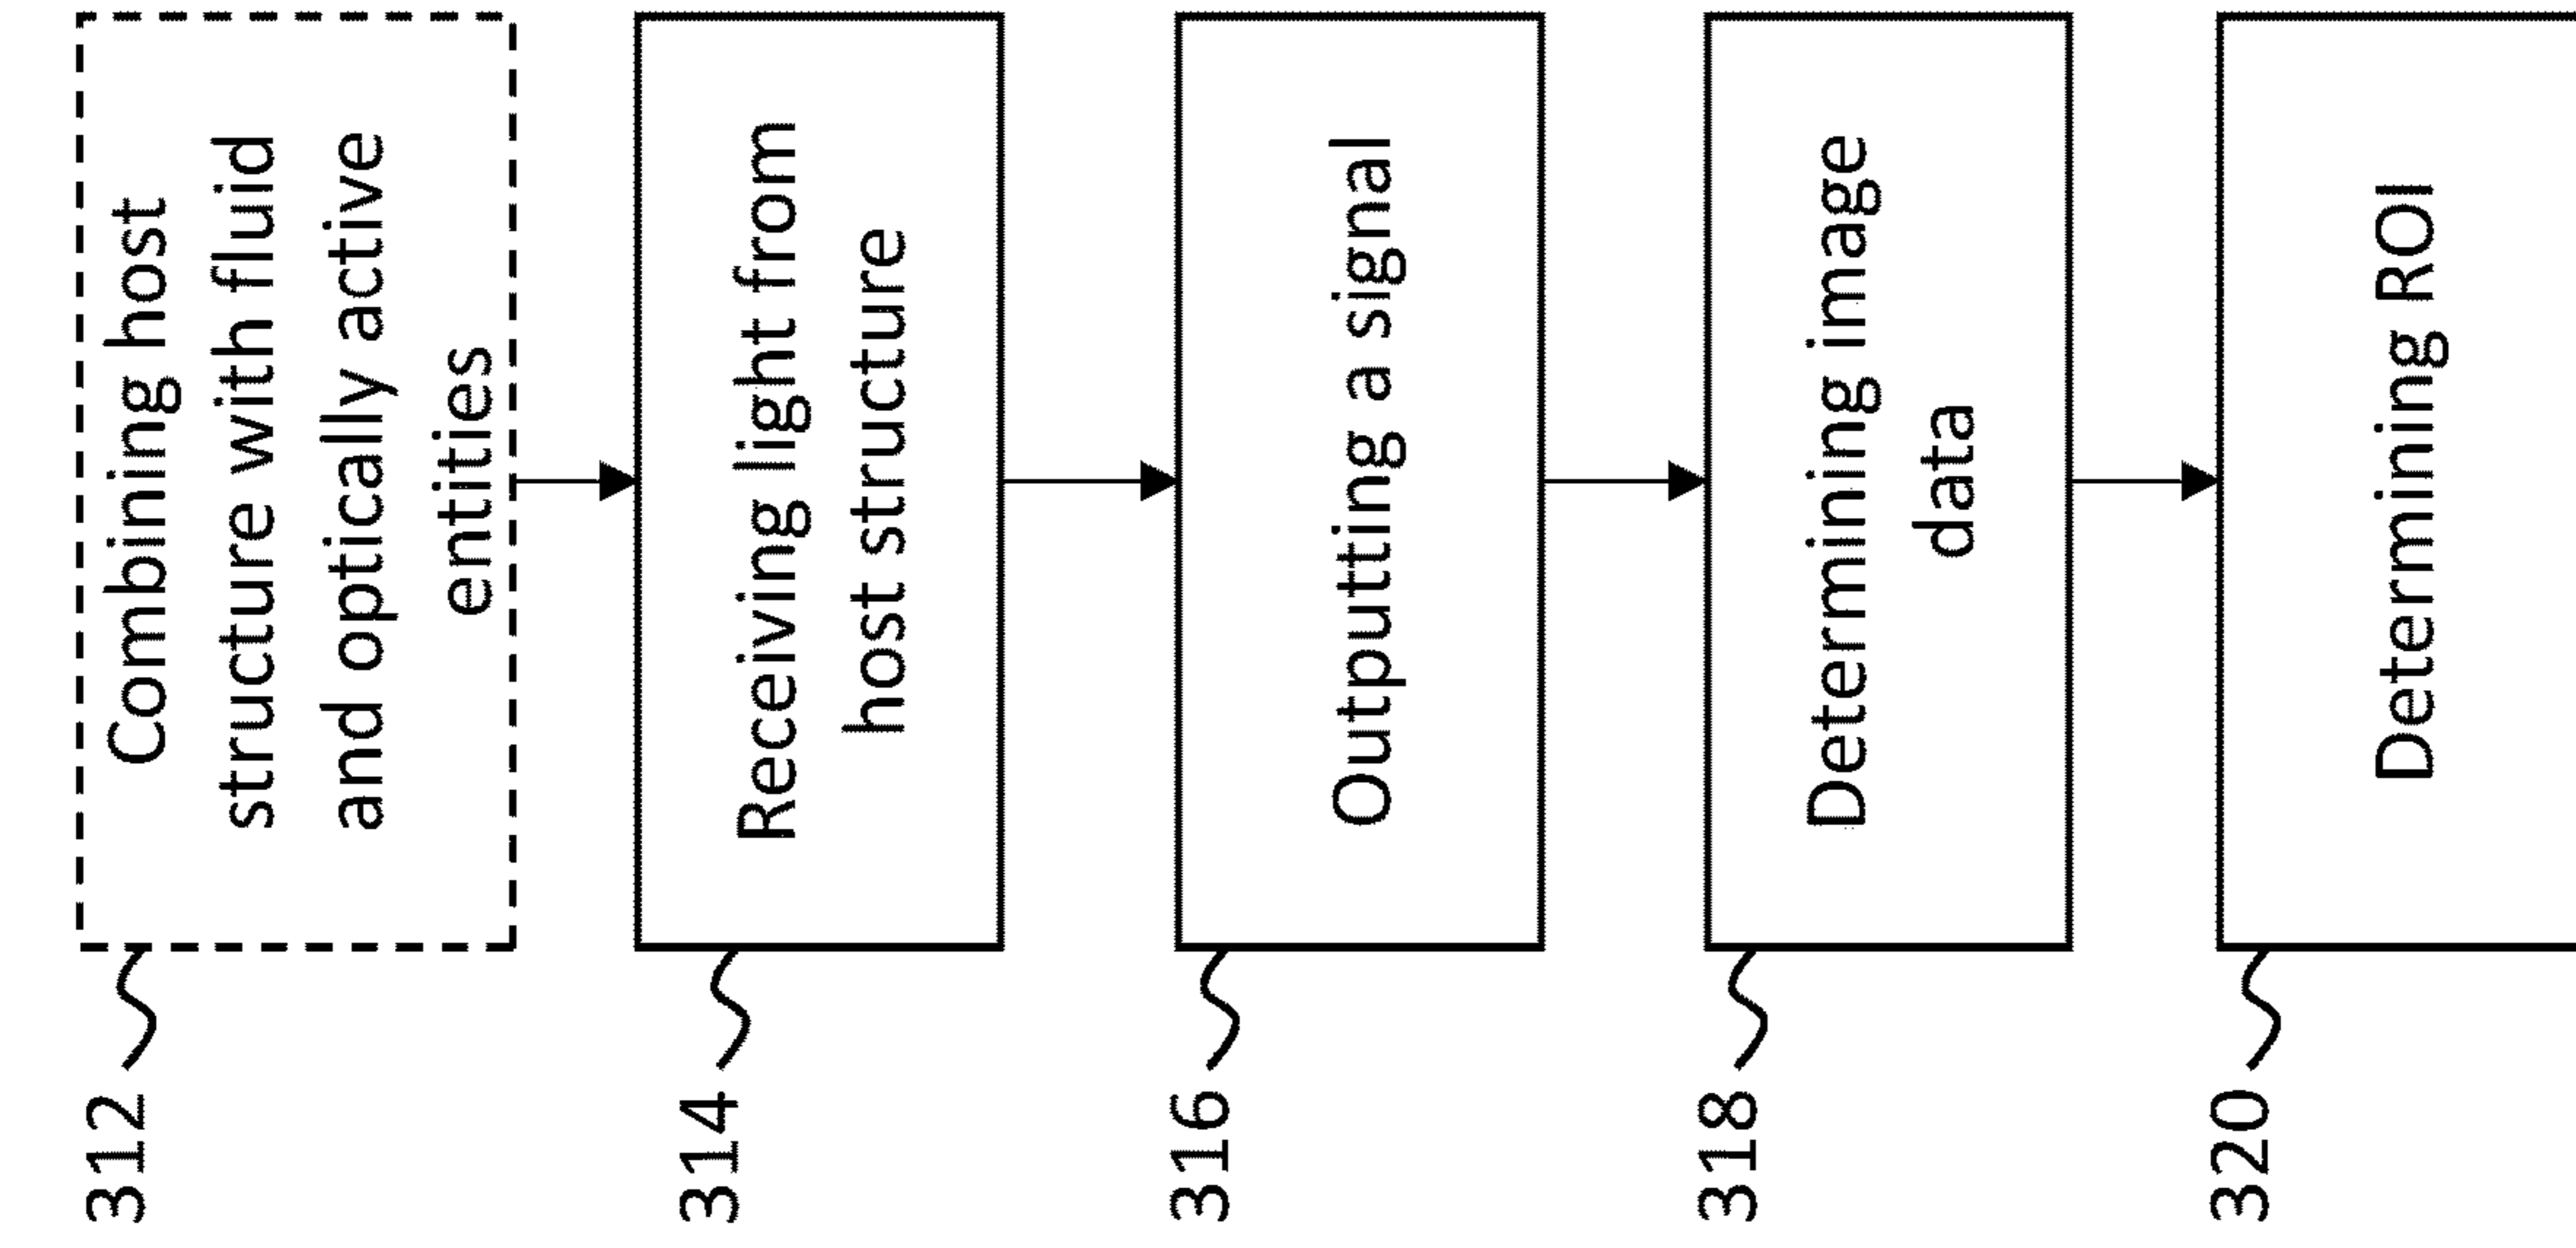 312
Combining host
structure with fluid
and optically active
entities
314
Receiving light from
host structure
316
Outputting a signal
318
Determining image
data
320
Determining ROI